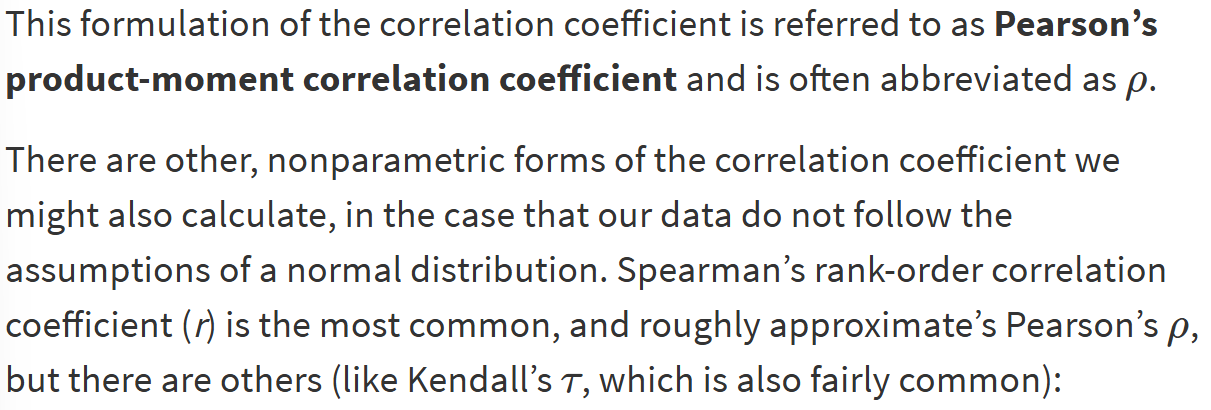 This formulation of the correlation coefficient is referred to as Pearson’s
product-moment correlation coefficient and is often abbreviated as ρ.
There are other, nonparametric forms of the correlation coefficient we
might also calculate, in the case that our data do not follow the
assumptions of a normal distribution. Spearman’s rank-order correlation
coefficient (r) is the most common, and roughly approximate’s Pearson’s ρ,
but there are others (like Kendall’s τ, which is also fairly common):